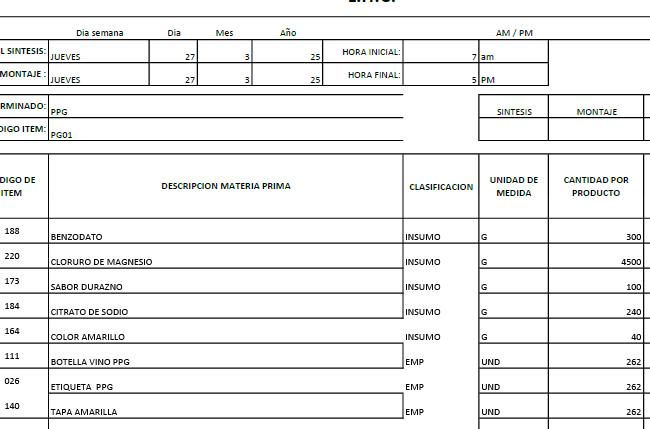 Dia semana Dia Mes Año AM / PM
L SINTESIS: JUEVES 27 3 25 HORA INICIAL: 7 am
MONTAJE : JUEVES 27 3 25 HORA FINAL: 5 PM
RMINADO: PPG SINTESIS MONTAJE
DIGO ITEM: PG01
DIGO DE ITEM DESCRIPCION MATERIA PRIMA CLASIFICACION UNIDAD DE MEDIDA CANTIDAD POR PRODUCTO
188 BENZODATO INSUMO G 300
220 CLORURO DE MAGNESIO INSUMO G 4500
173 SABOR DURAZNO INSUMO G 100
184 CITRATO DE SODIO INSUMO G 240
164 COLOR AMARILLO INSUMO G 40
111 BOTELLA VINO PPG EMP UND 262
026 ETIQUETA PPG EMP UND 262
140 TAPA AMARILLA EMP UND 262